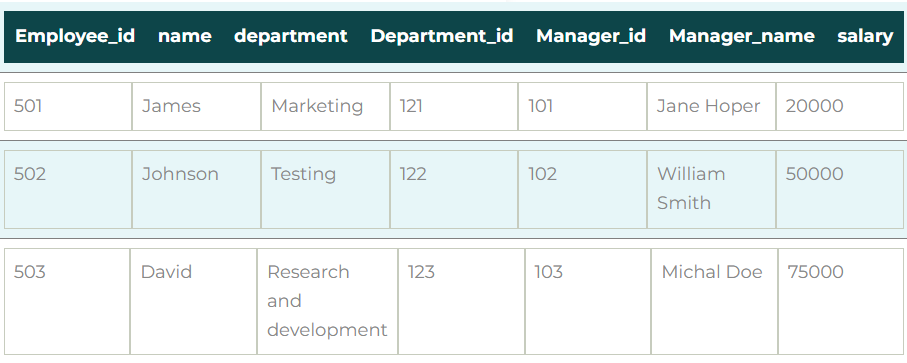 Employee_id name department Department_id Manager_id Manager_name salary
501 James Marketing 121 101 Jane Hoper 20000
502 Johnson Testing 122 102 William 50000
Smith
503 David Research 123 103 Michal Doe 75000
and
development